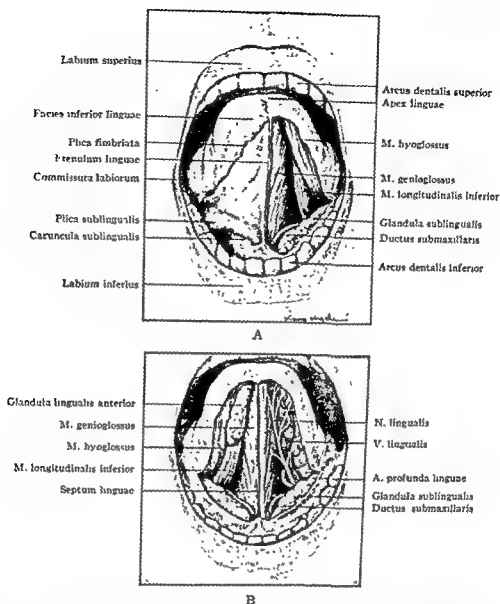 Labium superius
Facies inferior linguae
Plica fimbriata
Frenulum linguae
Commissura labiorum
Plica sublingualis
Caruncula sublingualis
Labium inferius
Arcus dentalis superior
Apex linguae
M. hyoglossus
M. genioglossus
M. longitudinalis inferior
Glandula sublingualis
Ductus submaxillaris
Arcus dentalis inferior
A
Glandula lingualis anterior
M. genioglossus
M. hyoglossus
M. longitudinalis inferior
Septum linguae
N. lingualis
V. lingualis
A. profunda linguae
Glandula sublingualis
Ductus submaxillaris
B